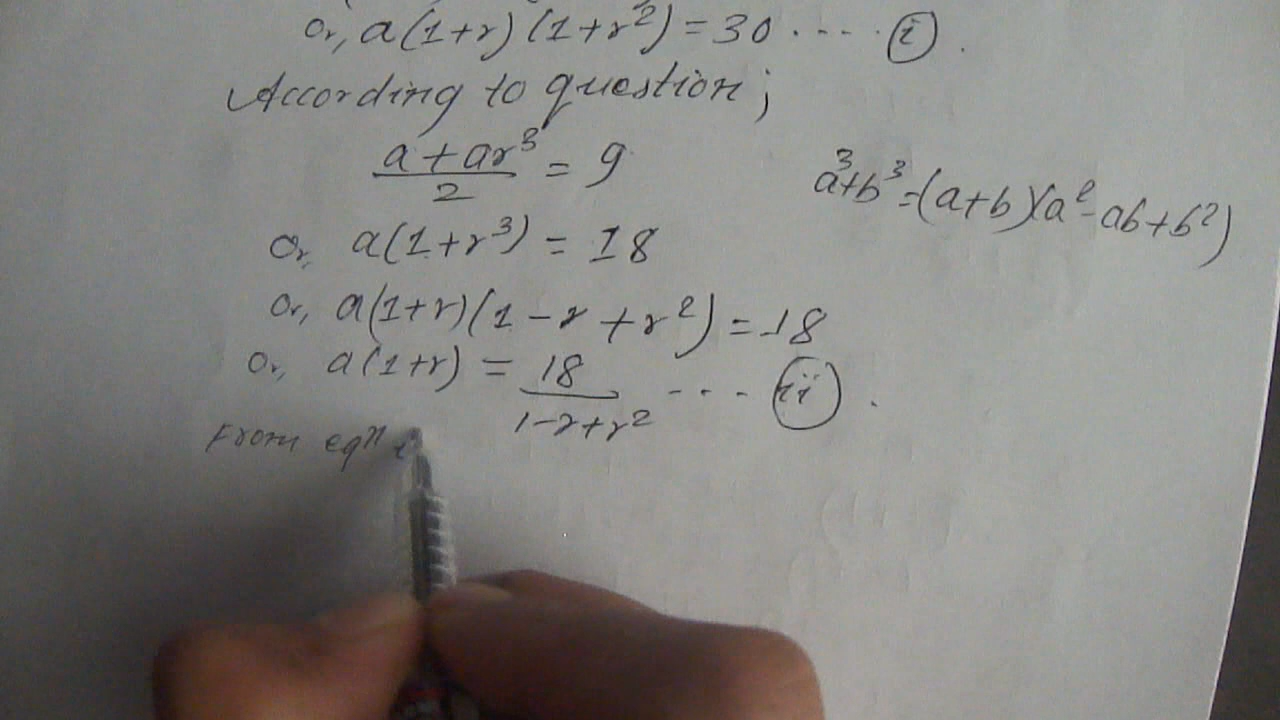 Or, a(1+r)(1+r²)=30 .... (i) .
According to question;
a+ar³/2 = 9
a³+b³=(a+b)(a²-ab+b²)
Or, a(1+r³) = 18
Or, a(1+r)(1-r+r²)=18
Or, a(1+r) = 18/1-r+r² --- (ii) .
From eqⁿ